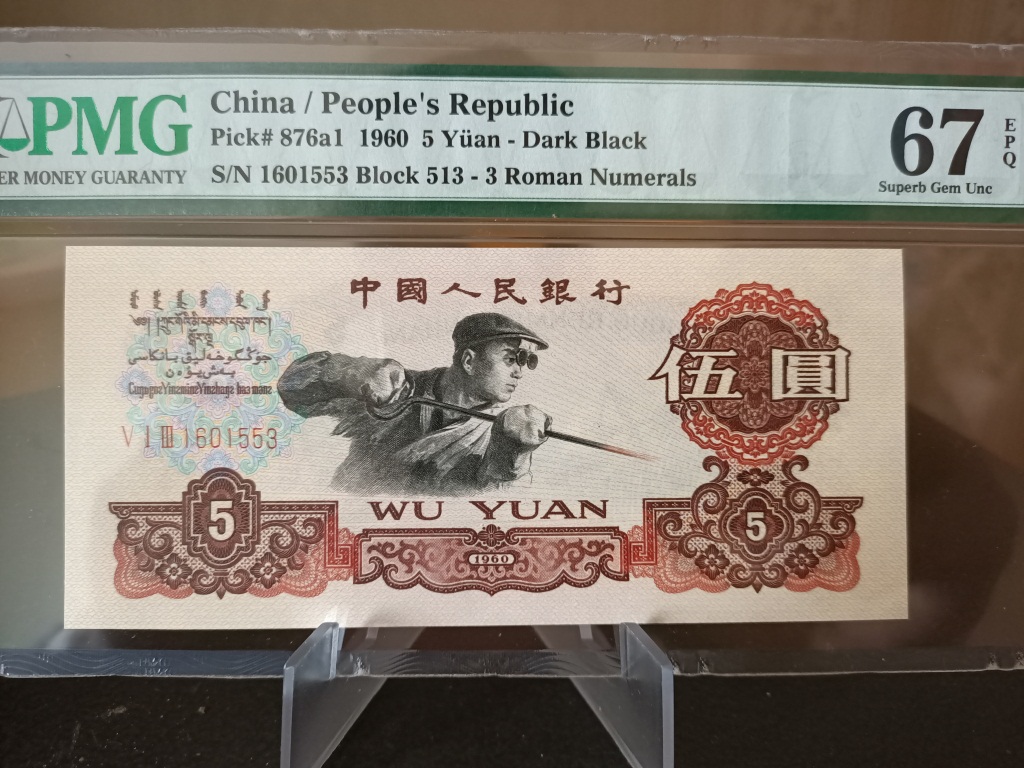 PMG
ER MONEY GUARANTY
China / People's Republic
Pick# 876a1 1960 5 Yüan - Dark Black
S/N 1601553 Block 513 - 3 Roman Numerals
67
EPQ
Superb Gem Unc
中國人民銀行
伍圓
V I III 1601553
5
WU YUAN
1960
5